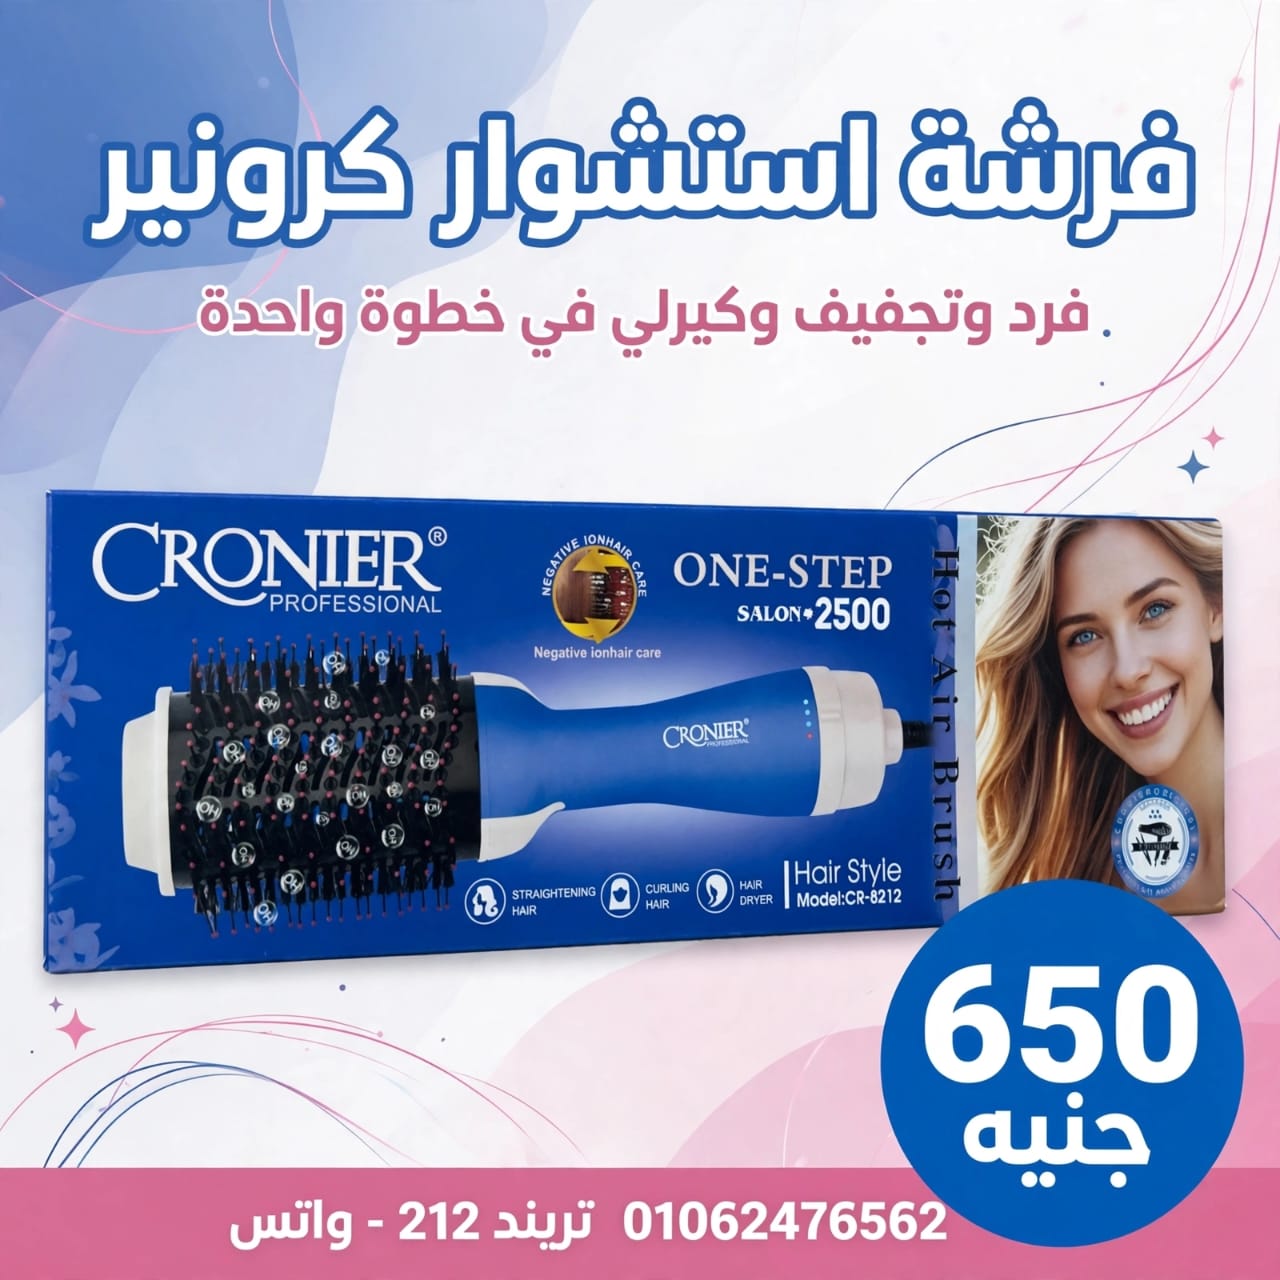 فرشة استشوار كرونير
فرد وتجفيف وكيرلي في خطوة واحدة
CRONIER®
PROFESSIONAL
NEGATIVE IONHAIR CARE
Negative ionhair care
ONE-STEP
SALON 2500
Hot Air Brush
CRONIER®
PROFESSIONAL
STRAIGHTENING
HAIR
CURLING
HAIR
HAIR
DRYER
Hair Style
Model:CR-8212
650
جنيه
01062476562 تريند 212 - واتس